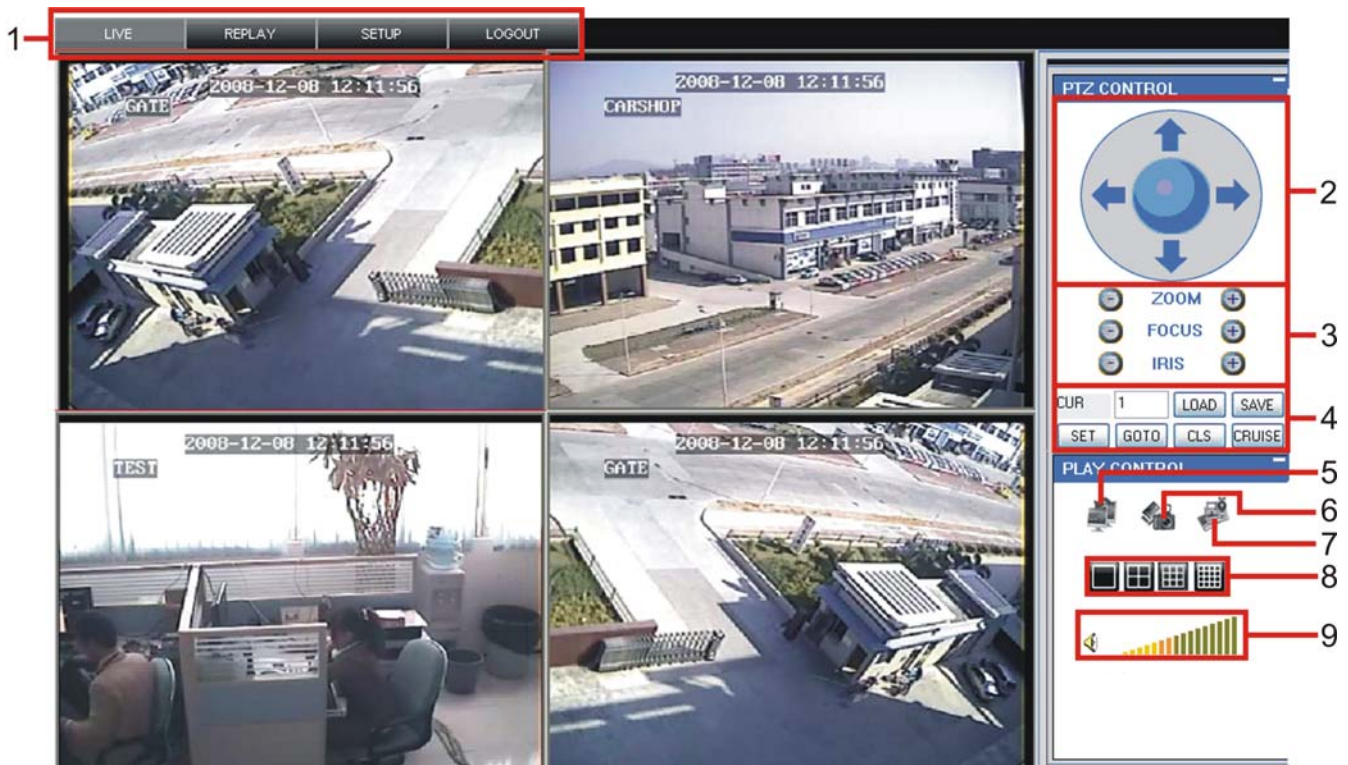 1
LIVE REPLAY SETUP LOGOUT
2008-12-08 12:11:56
GATE
2008-12-08 12:11:56
CARSHOP
2008-12-08 12:11:56
TEST
2008-12-08 12:11:56
GATE
PTZ CONTROL
2
ZOOM
FOCUS
IRIS
3
CUR 1 LOAD SAVE
SET GOTO CLS CRUISE
4
PLAY CONTROL
5
6
7
8
9